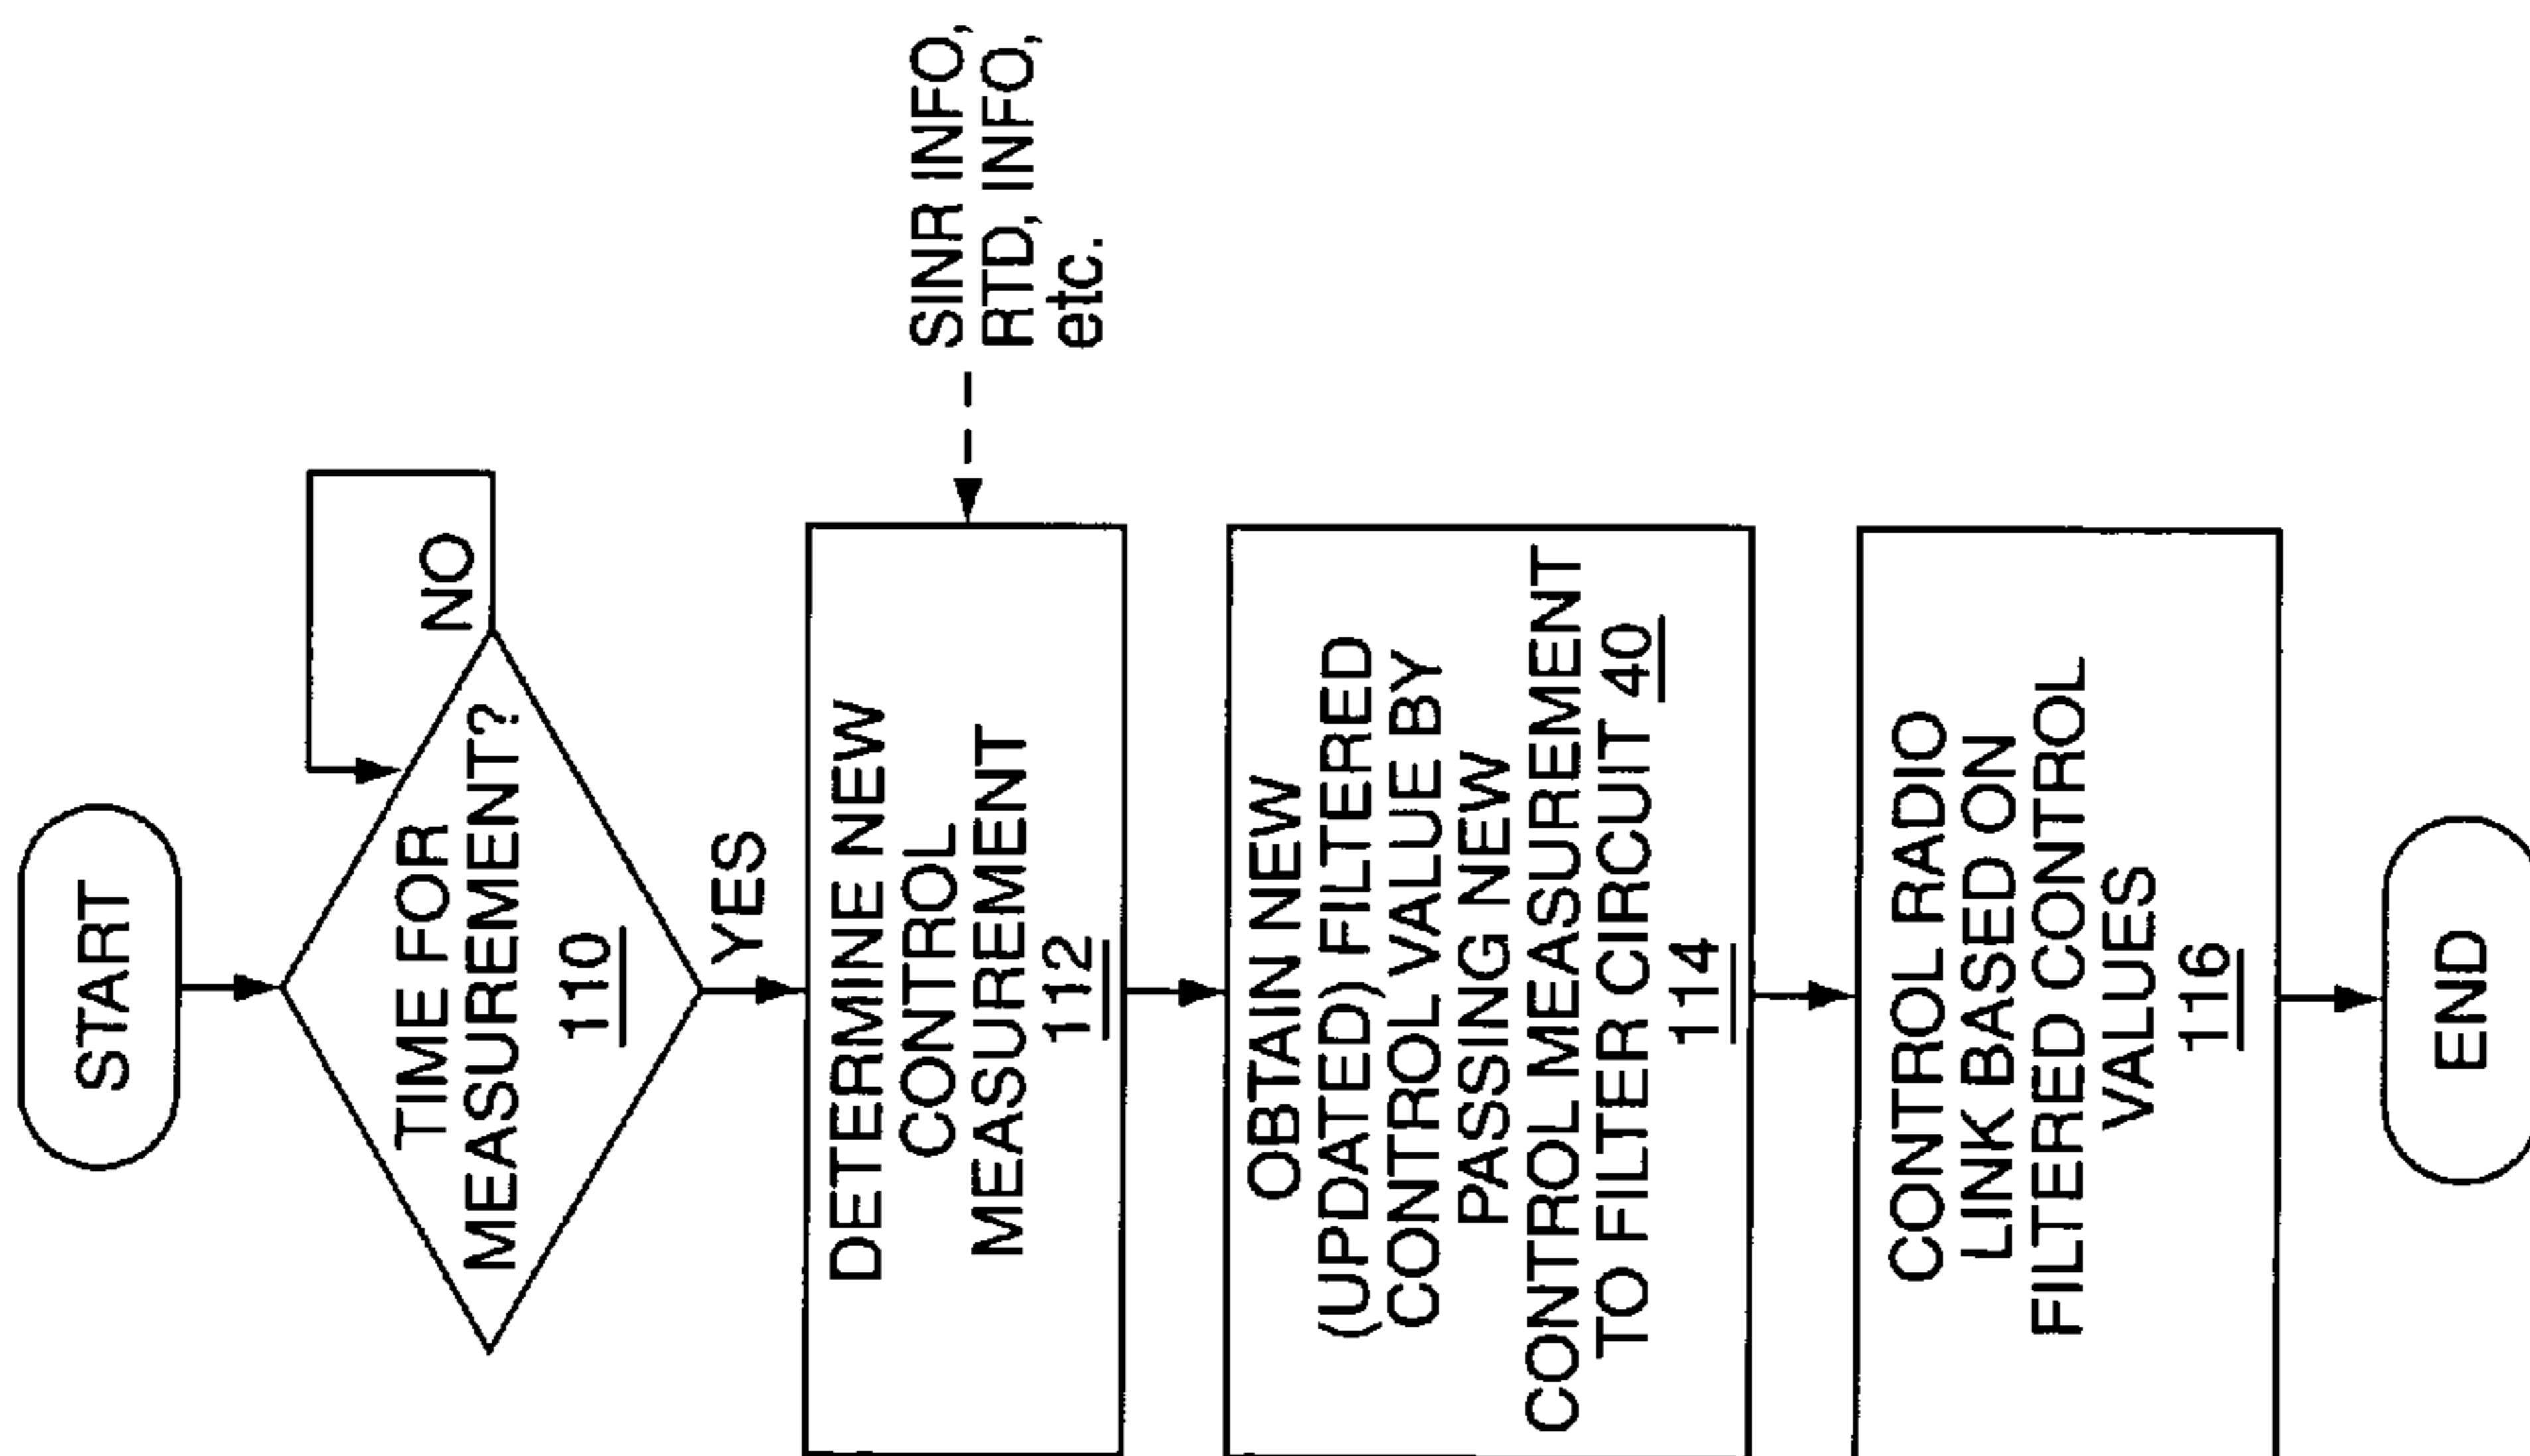 START
TIME FOR
MEASUREMENT?
110
NO
YES
DETERMINE NEW
CONTROL
MEASUREMENT
112
SINR INFO,
RTD, INFO,
etc.
OBTAIN NEW
(UPDATED) FILTERED
CONTROL VALUE BY
PASSING NEW
CONTROL MEASUREMENT
TO FILTER CIRCUIT 40
114
CONTROL RADIO
LINK BASED ON
FILTERED CONTROL
VALUES
116
END